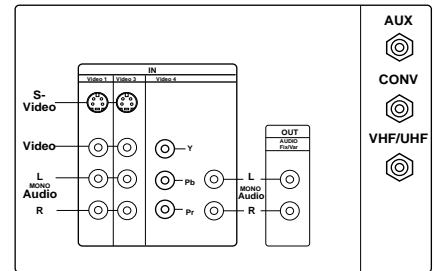 AUX
IN
Video 1 Video 3 Video 4
CONV
S-
Video
OUT
AUDIO
Fix/Var
VHF/UHF
Video
Y
L
MONO
Audio
R
Pb
Pr
L
MONO
Audio
R